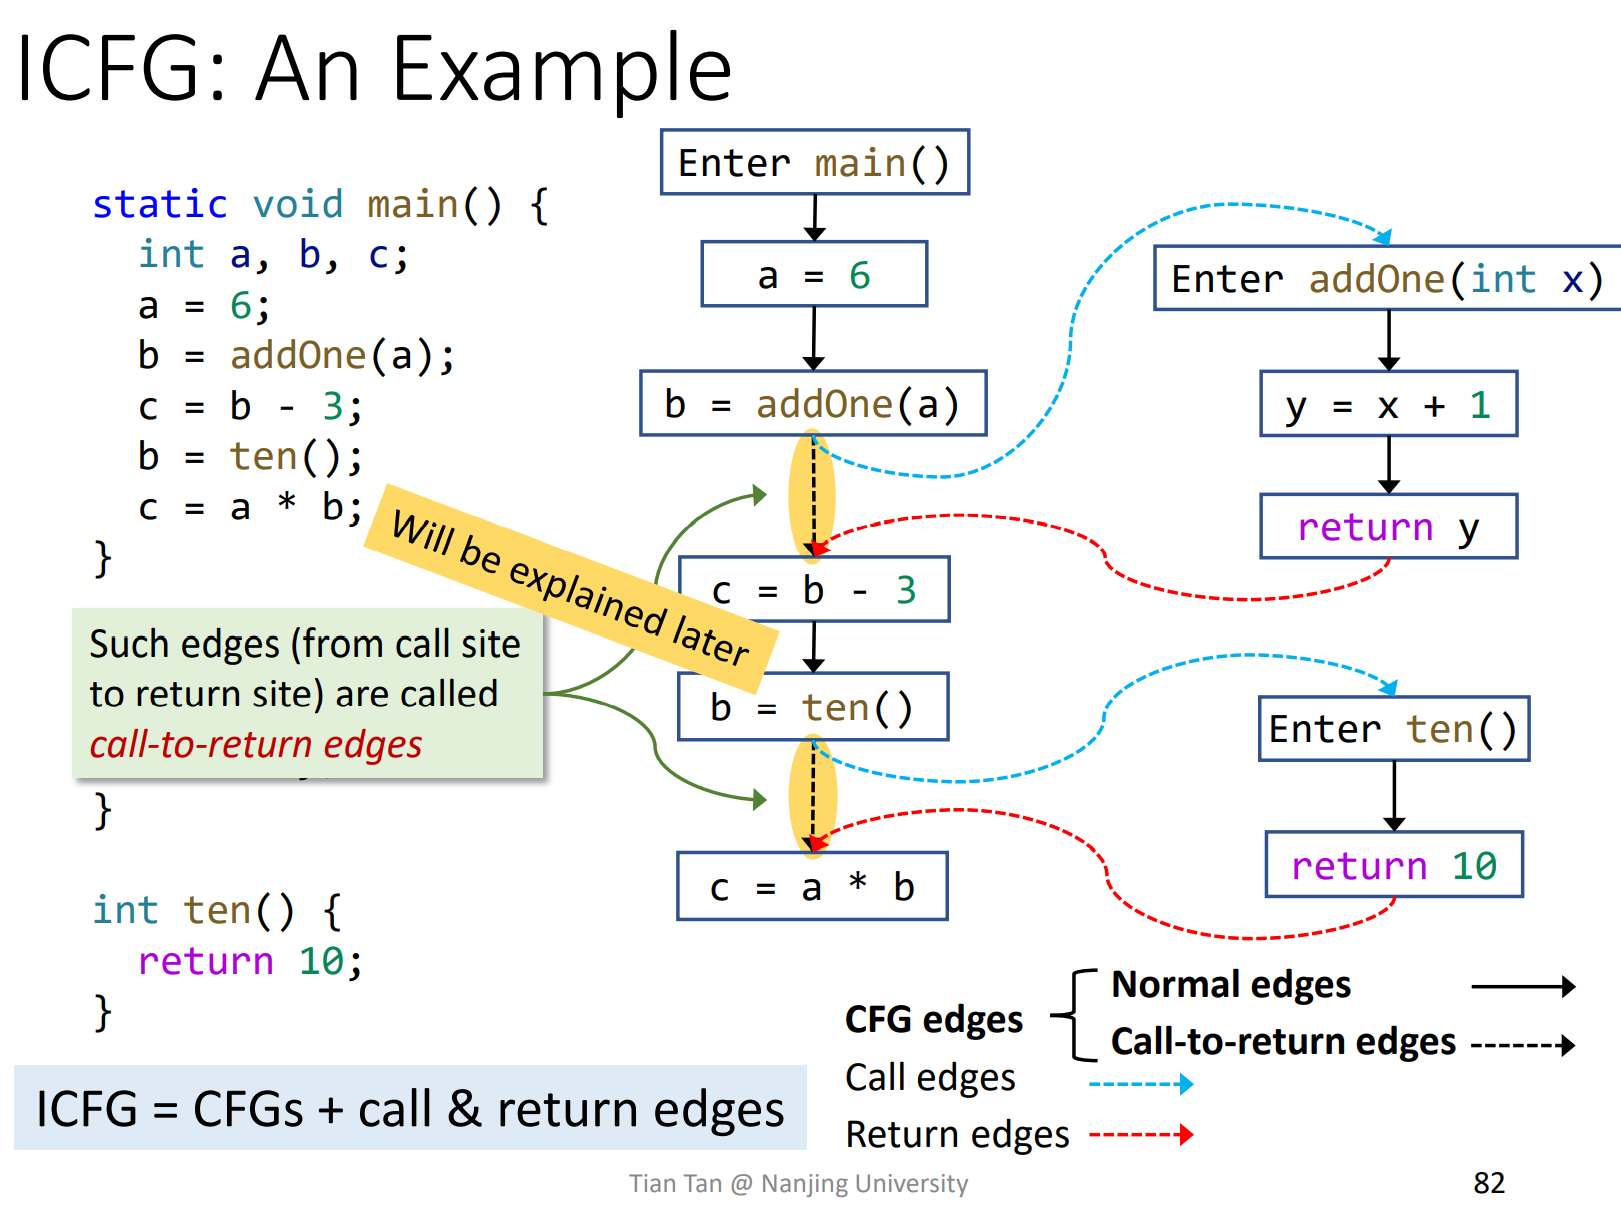 ICFG: An Example
static void main() {
int a, b, c;
a = 6;
b = addOne(a);
c = b - 3;
b = ten();
c = a * b;
}
Will be explained later
Such edges (from call site
to return site) are called
call-to-return edges
}
int ten() {
return 10;
}
ICFG = CFGs + call & return edges
Enter main()
a = 6
b = addOne(a)
c = b - 3
b = ten()
c = a * b
Enter addOne(int x)
y = x + 1
return y
Enter ten()
return 10
CFG edges
Normal edges
Call-to-return edges
Call edges
Return edges
Tian Tan @ Nanjing University
82